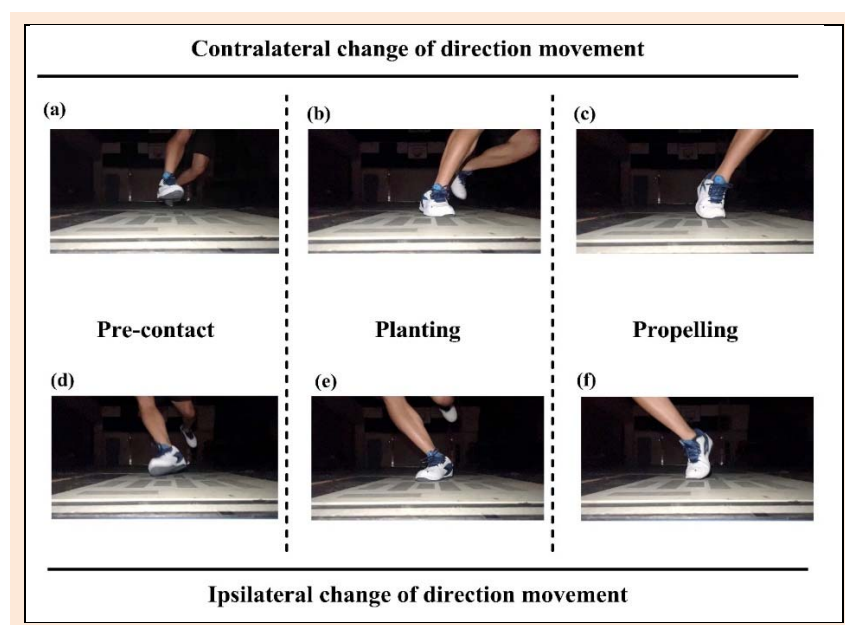 Contralateral change of direction movement
(a)
(b)
(c)
Pre-contact
Planting
Propelling
(d)
(e)
(f)
Ipsilateral change of direction movement